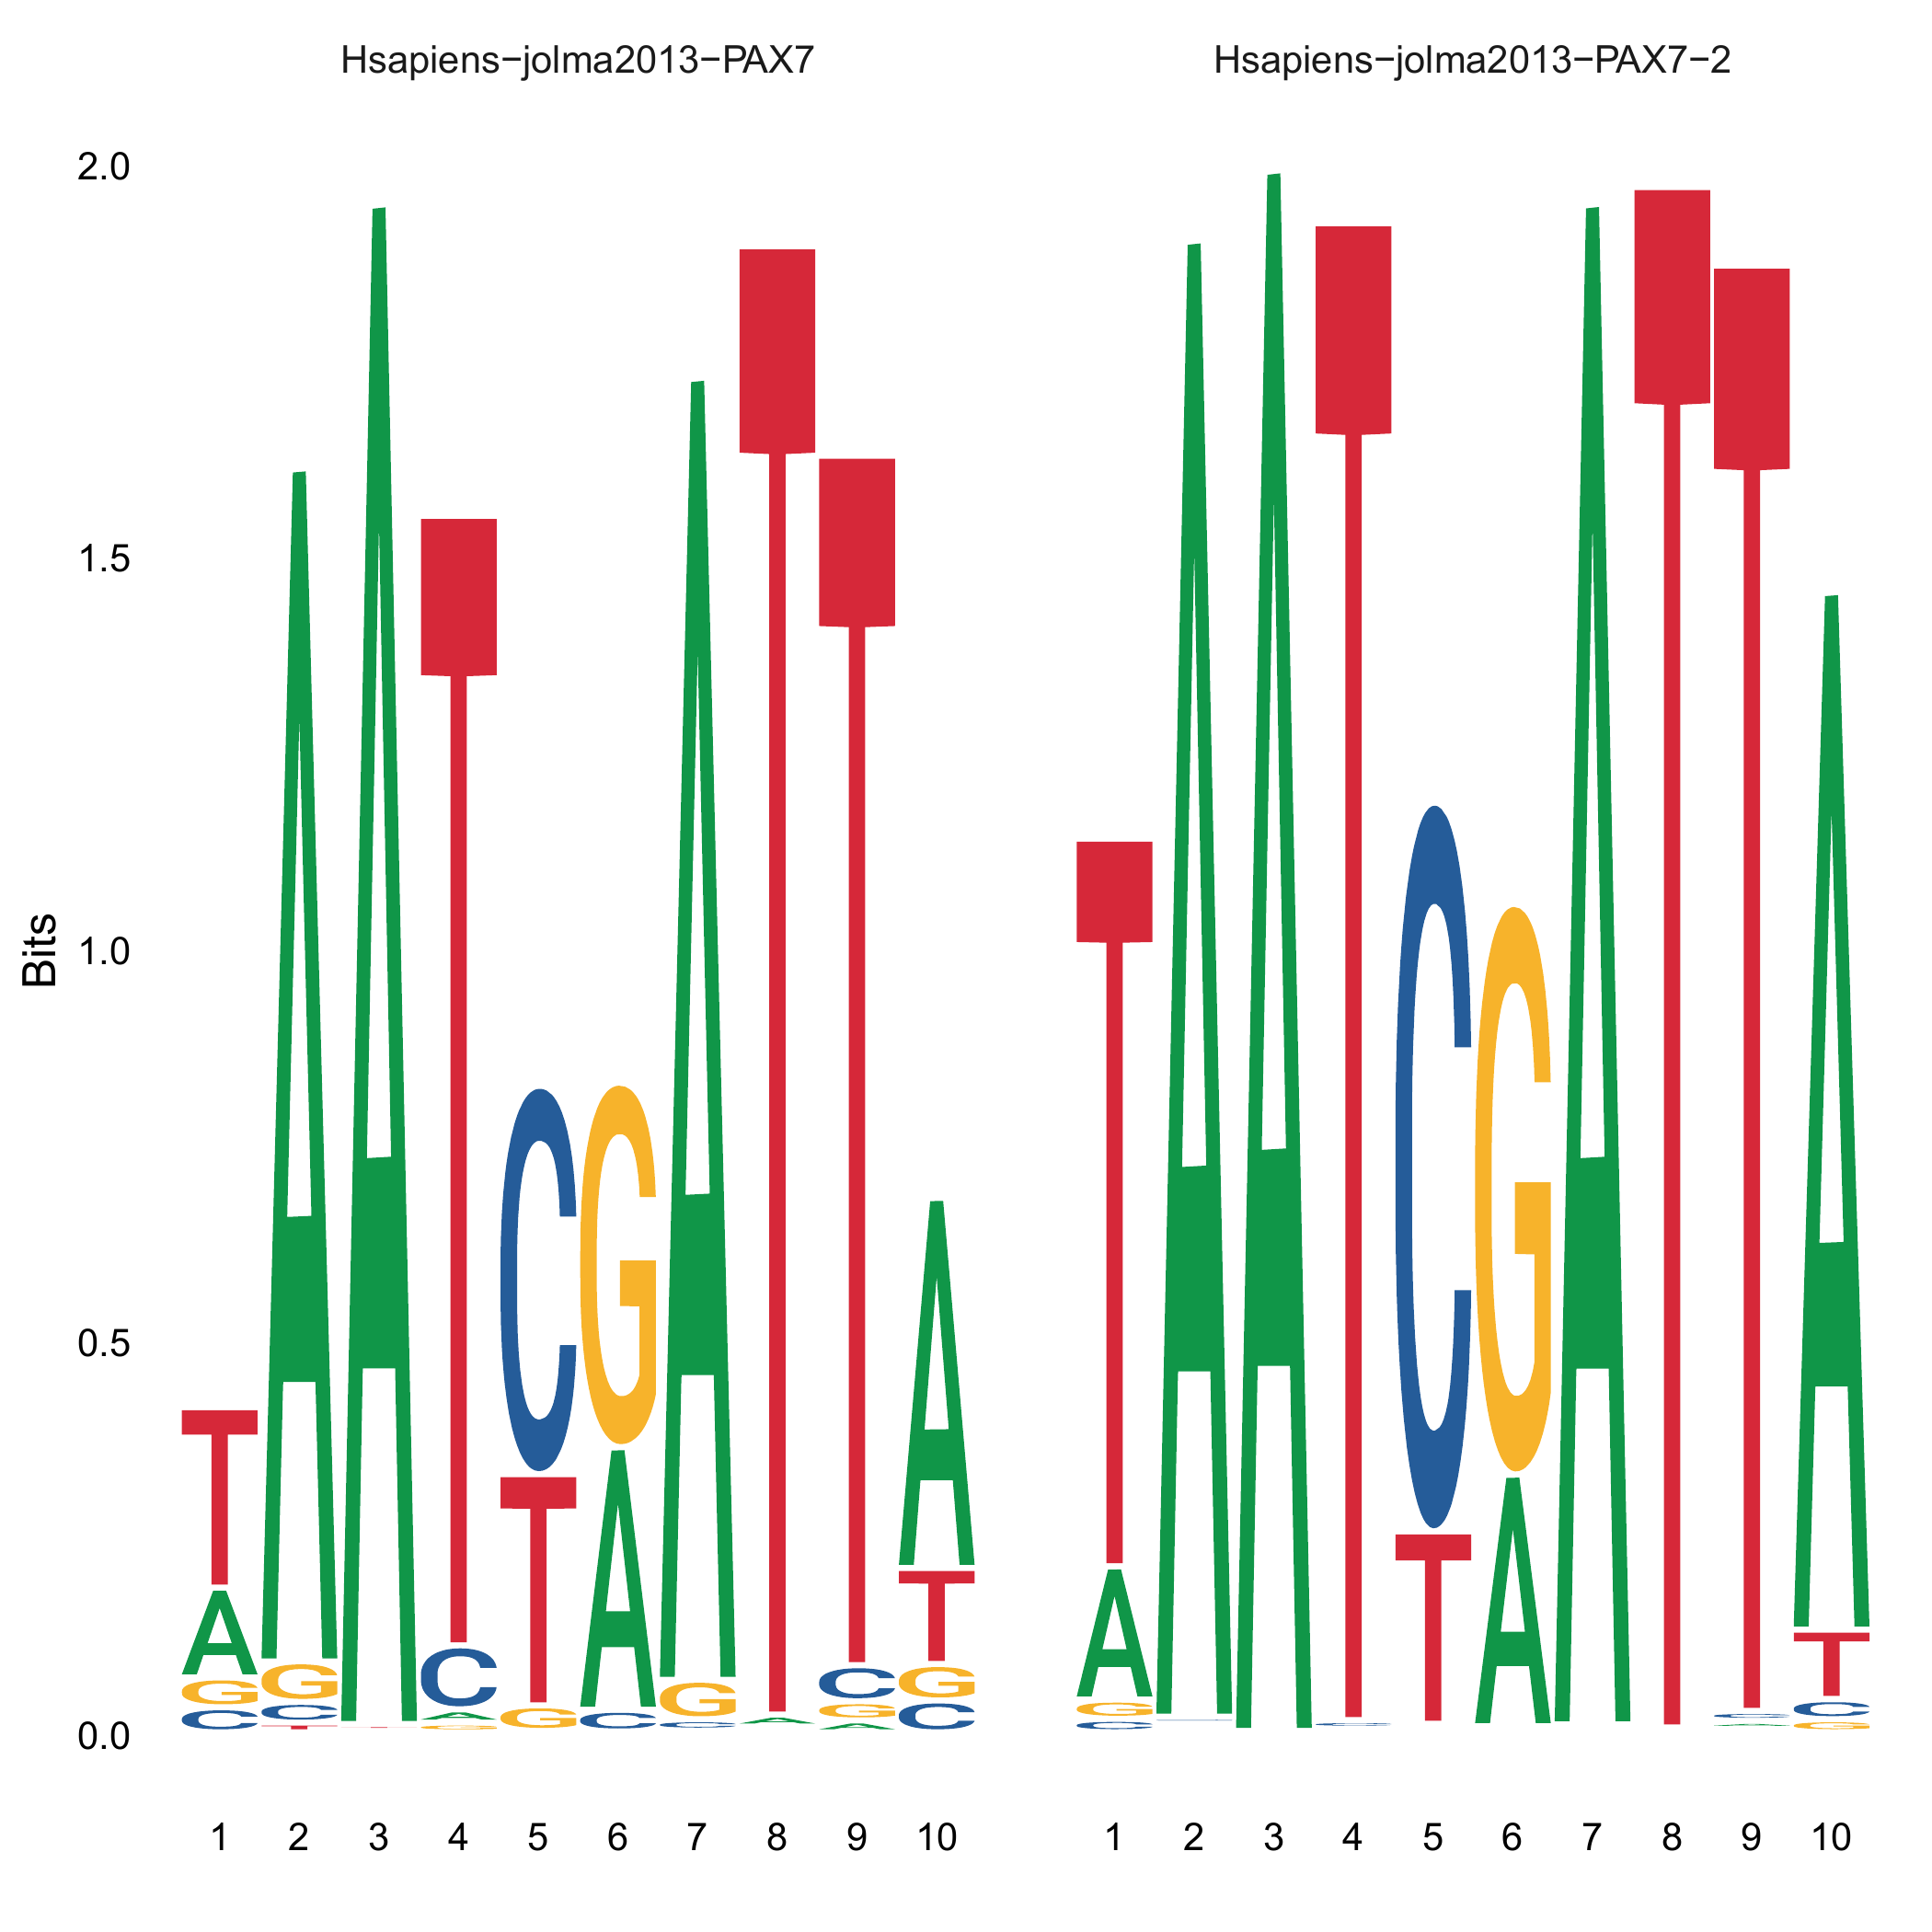 Hsapiens−jolma2013−PAX7 Hsapiens−jolma2013−PAX7−2
2.0
1.5
1.0
0.5
0.0
Bits
T A A T C G A T T A T A A T C G A T T A
A G C T A G T
G C A G C C G G
C T G A C
A
G
C
A G T A T
G C
C G
1 2 3 4 5 6 7 8 9 10 1 2 3 4 5 6 7 8 9 10